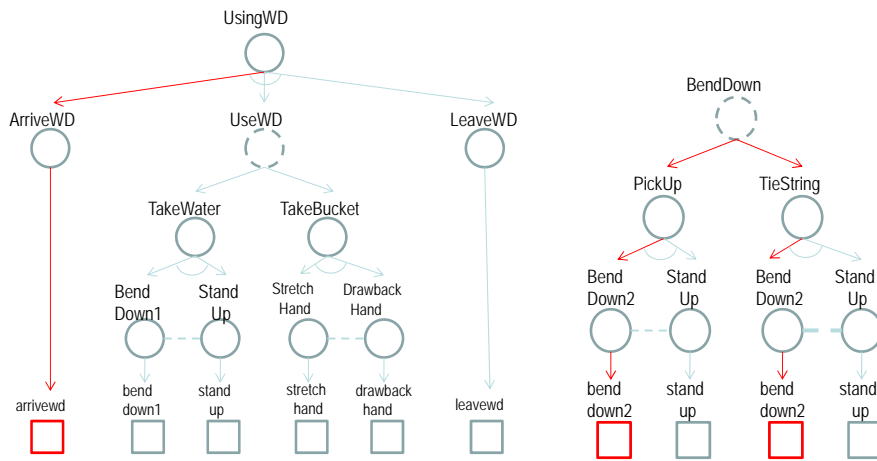 UsingWD
BendDown
ArriveWD
UseWD
LeaveWD
PickUp
TieString
TakeWater
TakeBucket
Bend
Down1
Stand
Up
Stretch
Hand
Drawback
Hand
Bend
Down2
Stand
Up
Bend
Down2
Stand
Up
arrivewd
bend
down1
stand
up
stretch
hand
drawback
hand
leavewd
bend
down2
stand
up
bend
down2
stand
up